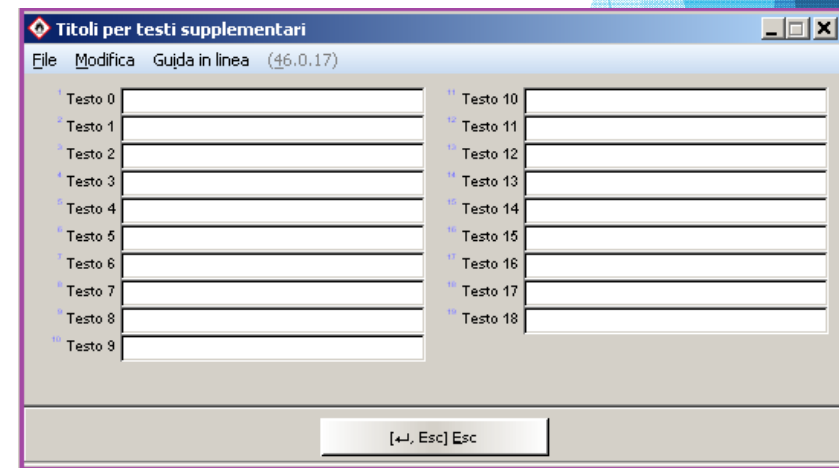 Titoli per testi supplementari
File Modifica Guida in linea (46.0.17)
1 Testo 0
2 Testo 1
3 Testo 2
4 Testo 3
5 Testo 4
6 Testo 5
7 Testo 6
8 Testo 7
9 Testo 8
10 Testo 9
11 Testo 10
12 Testo 11
13 Testo 12
14 Testo 13
15 Testo 14
16 Testo 15
17 Testo 16
18 Testo 17
19 Testo 18
[↵, Esc] Esc